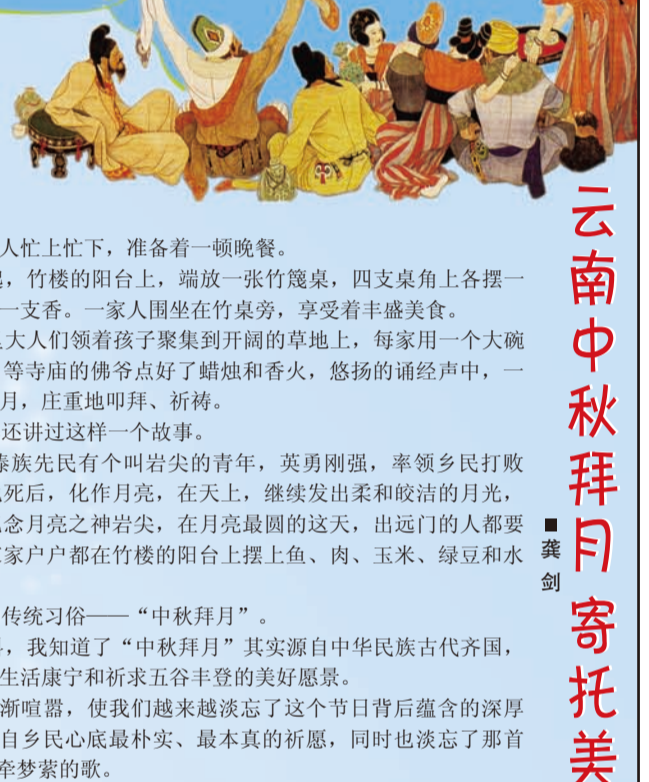 云南中秋拜月寄托美
■龚剑
人忙上忙下，准备着一顿晚餐。
，竹楼的阳台上，端放一张竹篾桌，四支桌角上各摆一
一支香。一家人围坐在竹桌旁，享受着丰盛美食。
大人们领着孩子聚集到开阔的草地上，每家用一个大碗
等寺庙的佛爷点好了蜡烛和香火，悠扬的诵经声中，一
月，庄重地叩拜、祈祷。
还讲过这样一个故事。
傣族先民有个叫岩尖的青年，英勇刚强，率领乡民打败
死后，化作月亮，在天上，继续发出柔和皎洁的月光，
念月亮之神岩尖，在月亮最圆的这天，出远门的人都要
家户户都在竹楼的阳台上摆上鱼、肉、玉米、绿豆和水
传统习俗——“中秋拜月”。
，我知道了“中秋拜月”其实源自中华民族古代齐国，
生活康宁和祈求五谷丰登的美好愿景。
渐喧嚣，使我们越来越淡忘了这个节日背后蕴含的深厚
自乡民心底最朴实、最本真的祈愿，同时也淡忘了那首
牵梦萦的歌。